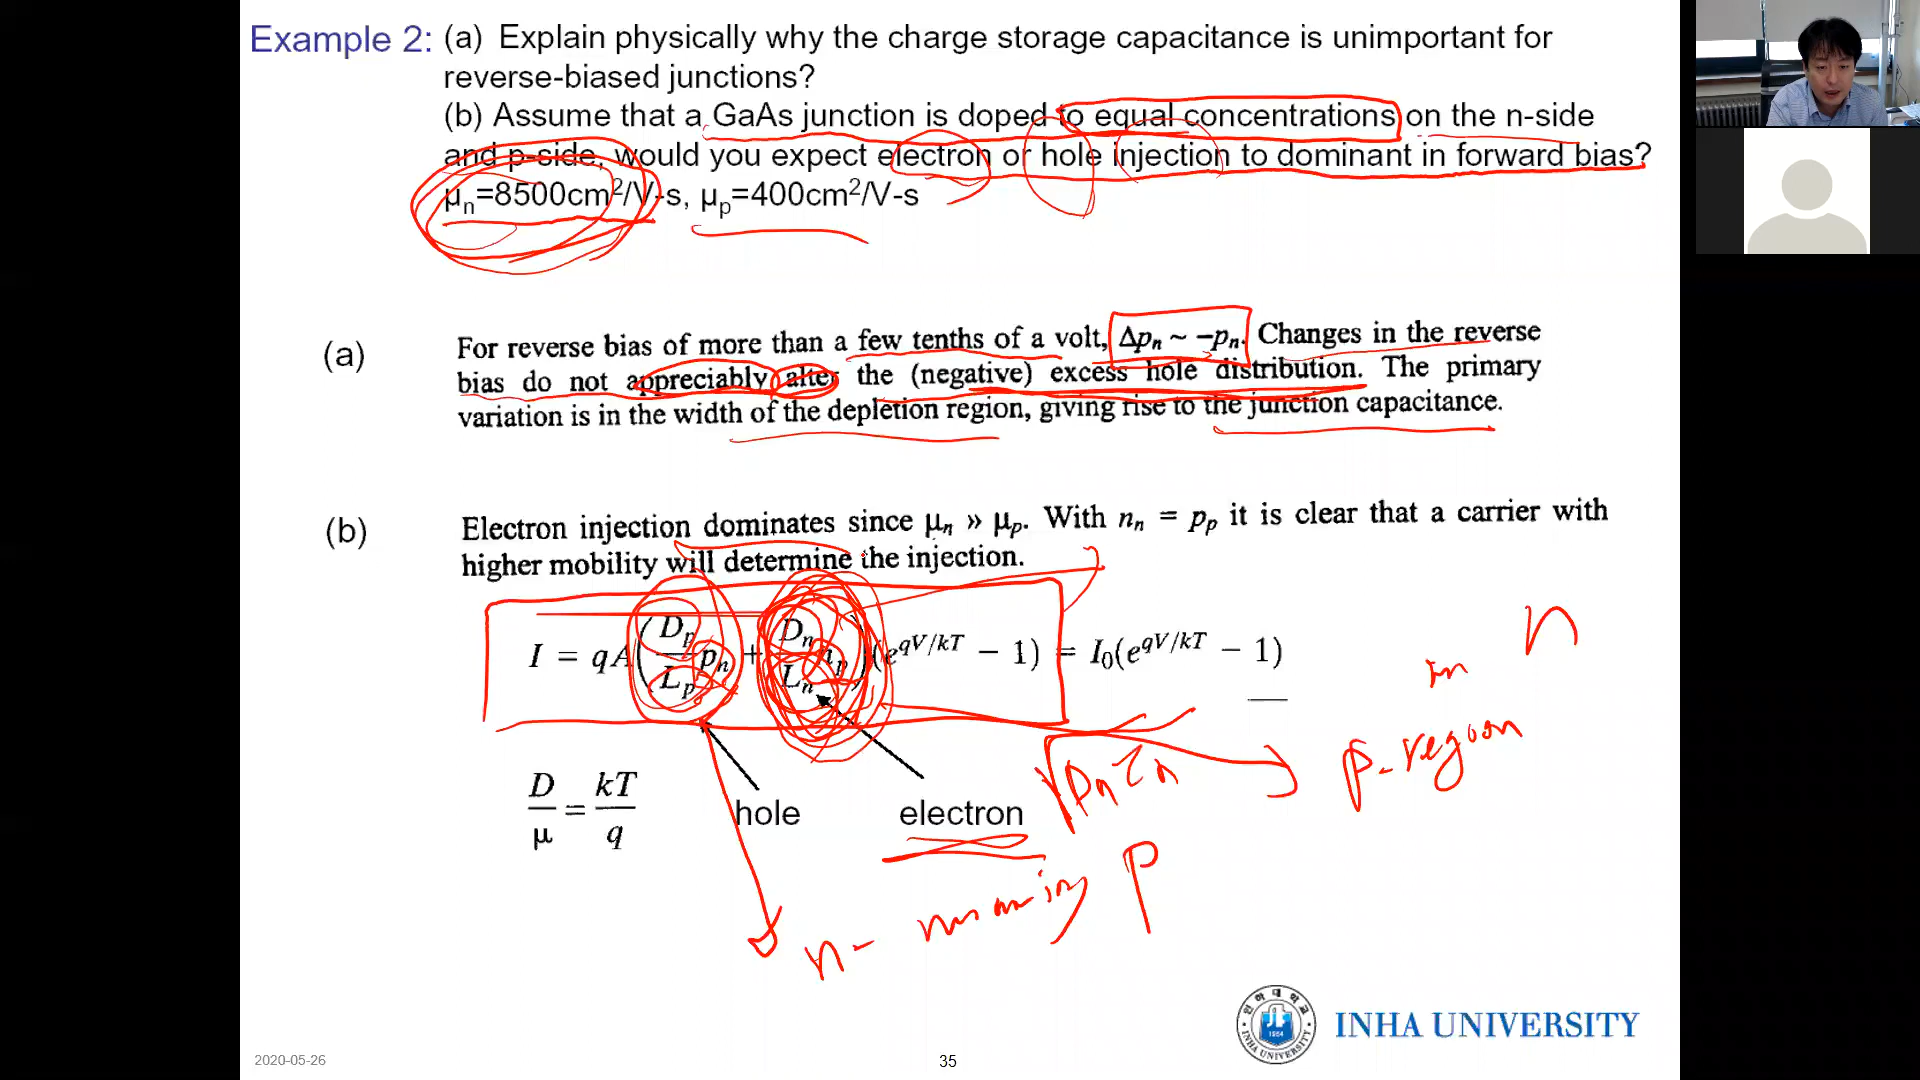 Example 2: (a) Explain physically why the charge storage capacitance is unimportant for
reverse-biased junctions?
(b) Assume that a GaAs junction is doped to equal concentrations on the n-side
and p-side, would you expect electron or hole injection to dominant in forward bias?
μn=8500cm²/V-s, μp=400cm²/V-s
(a) For reverse bias of more than a few tenths of a volt, Δpn ~ −pn. Changes in the reverse
bias do not appreciably alter the (negative) excess hole distribution. The primary
variation is in the width of the depletion region, giving rise to the junction capacitance.
(b) Electron injection dominates since μn » μp. With nn = pp it is clear that a carrier with
higher mobility will determine the injection.
I = qA(Dp/Lp pn + Dn/Ln np)(e^qV/kT − 1) = I0(e^qV/kT − 1)
n
in
p-region
√Dn τn
D/μ = kT/q
hole
electron
p
n-
INHA UNIVERSITY
2020-05-26
35